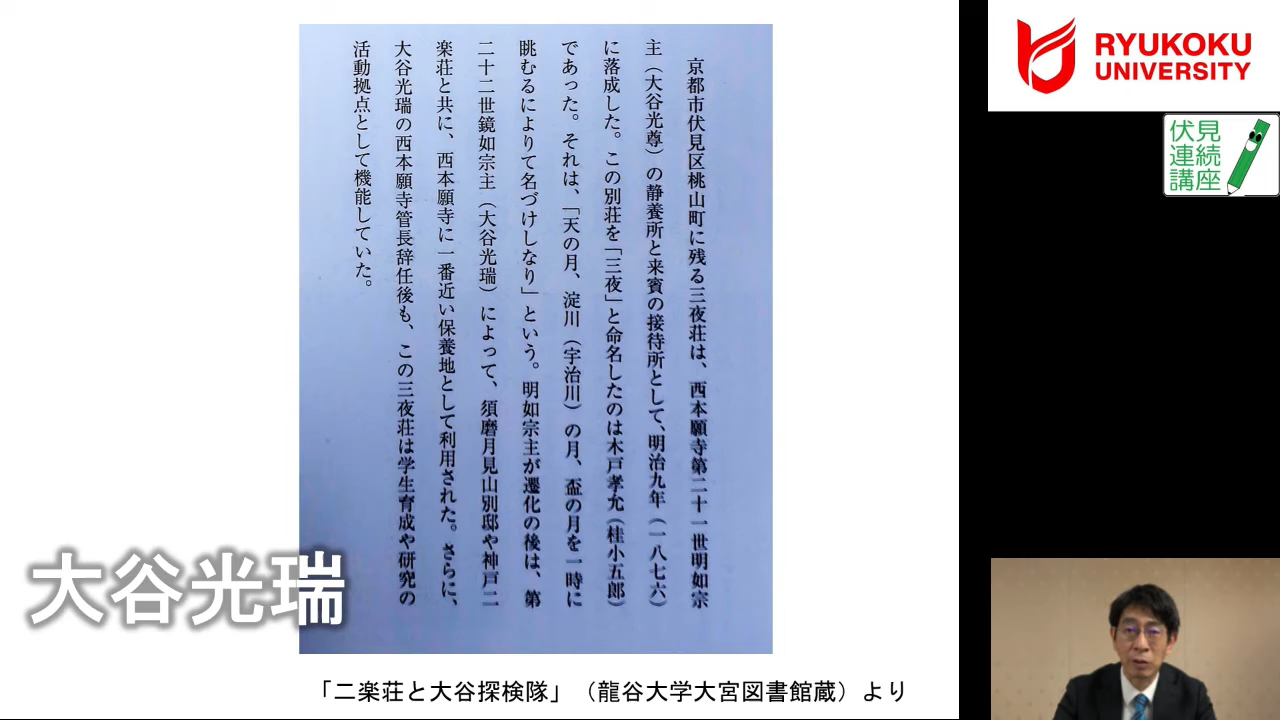 京都市伏見区桃山町に残る三夜荘は、西本願寺第二十一世明如宗
主（大谷光尊）の静養所と来賓の接待所として、明治九年（一八七六）
に落成した。この別荘を「三夜」と命名したのは木戸孝允（桂小五郎）
であった。それは、「天の月、淀川（宇治川）の月、盃の月を一時に
眺むるによりて名づけしなり」という。明如宗主が遷化の後は、第
二十二世鏡如宗主（大谷光瑞）によって、須磨月見山別邸や神戸二
楽荘と共に、西本願寺に一番近い保養地として利用された。さらに、
大谷光瑞の西本願寺管長辞任後も、この三夜荘は学生育成や研究の
活動拠点として機能していた。
大谷光瑞
「二楽荘と大谷探検隊」（龍谷大学大宮図書館蔵）より
RYUKOKU
UNIVERSITY
伏見
連続
講座